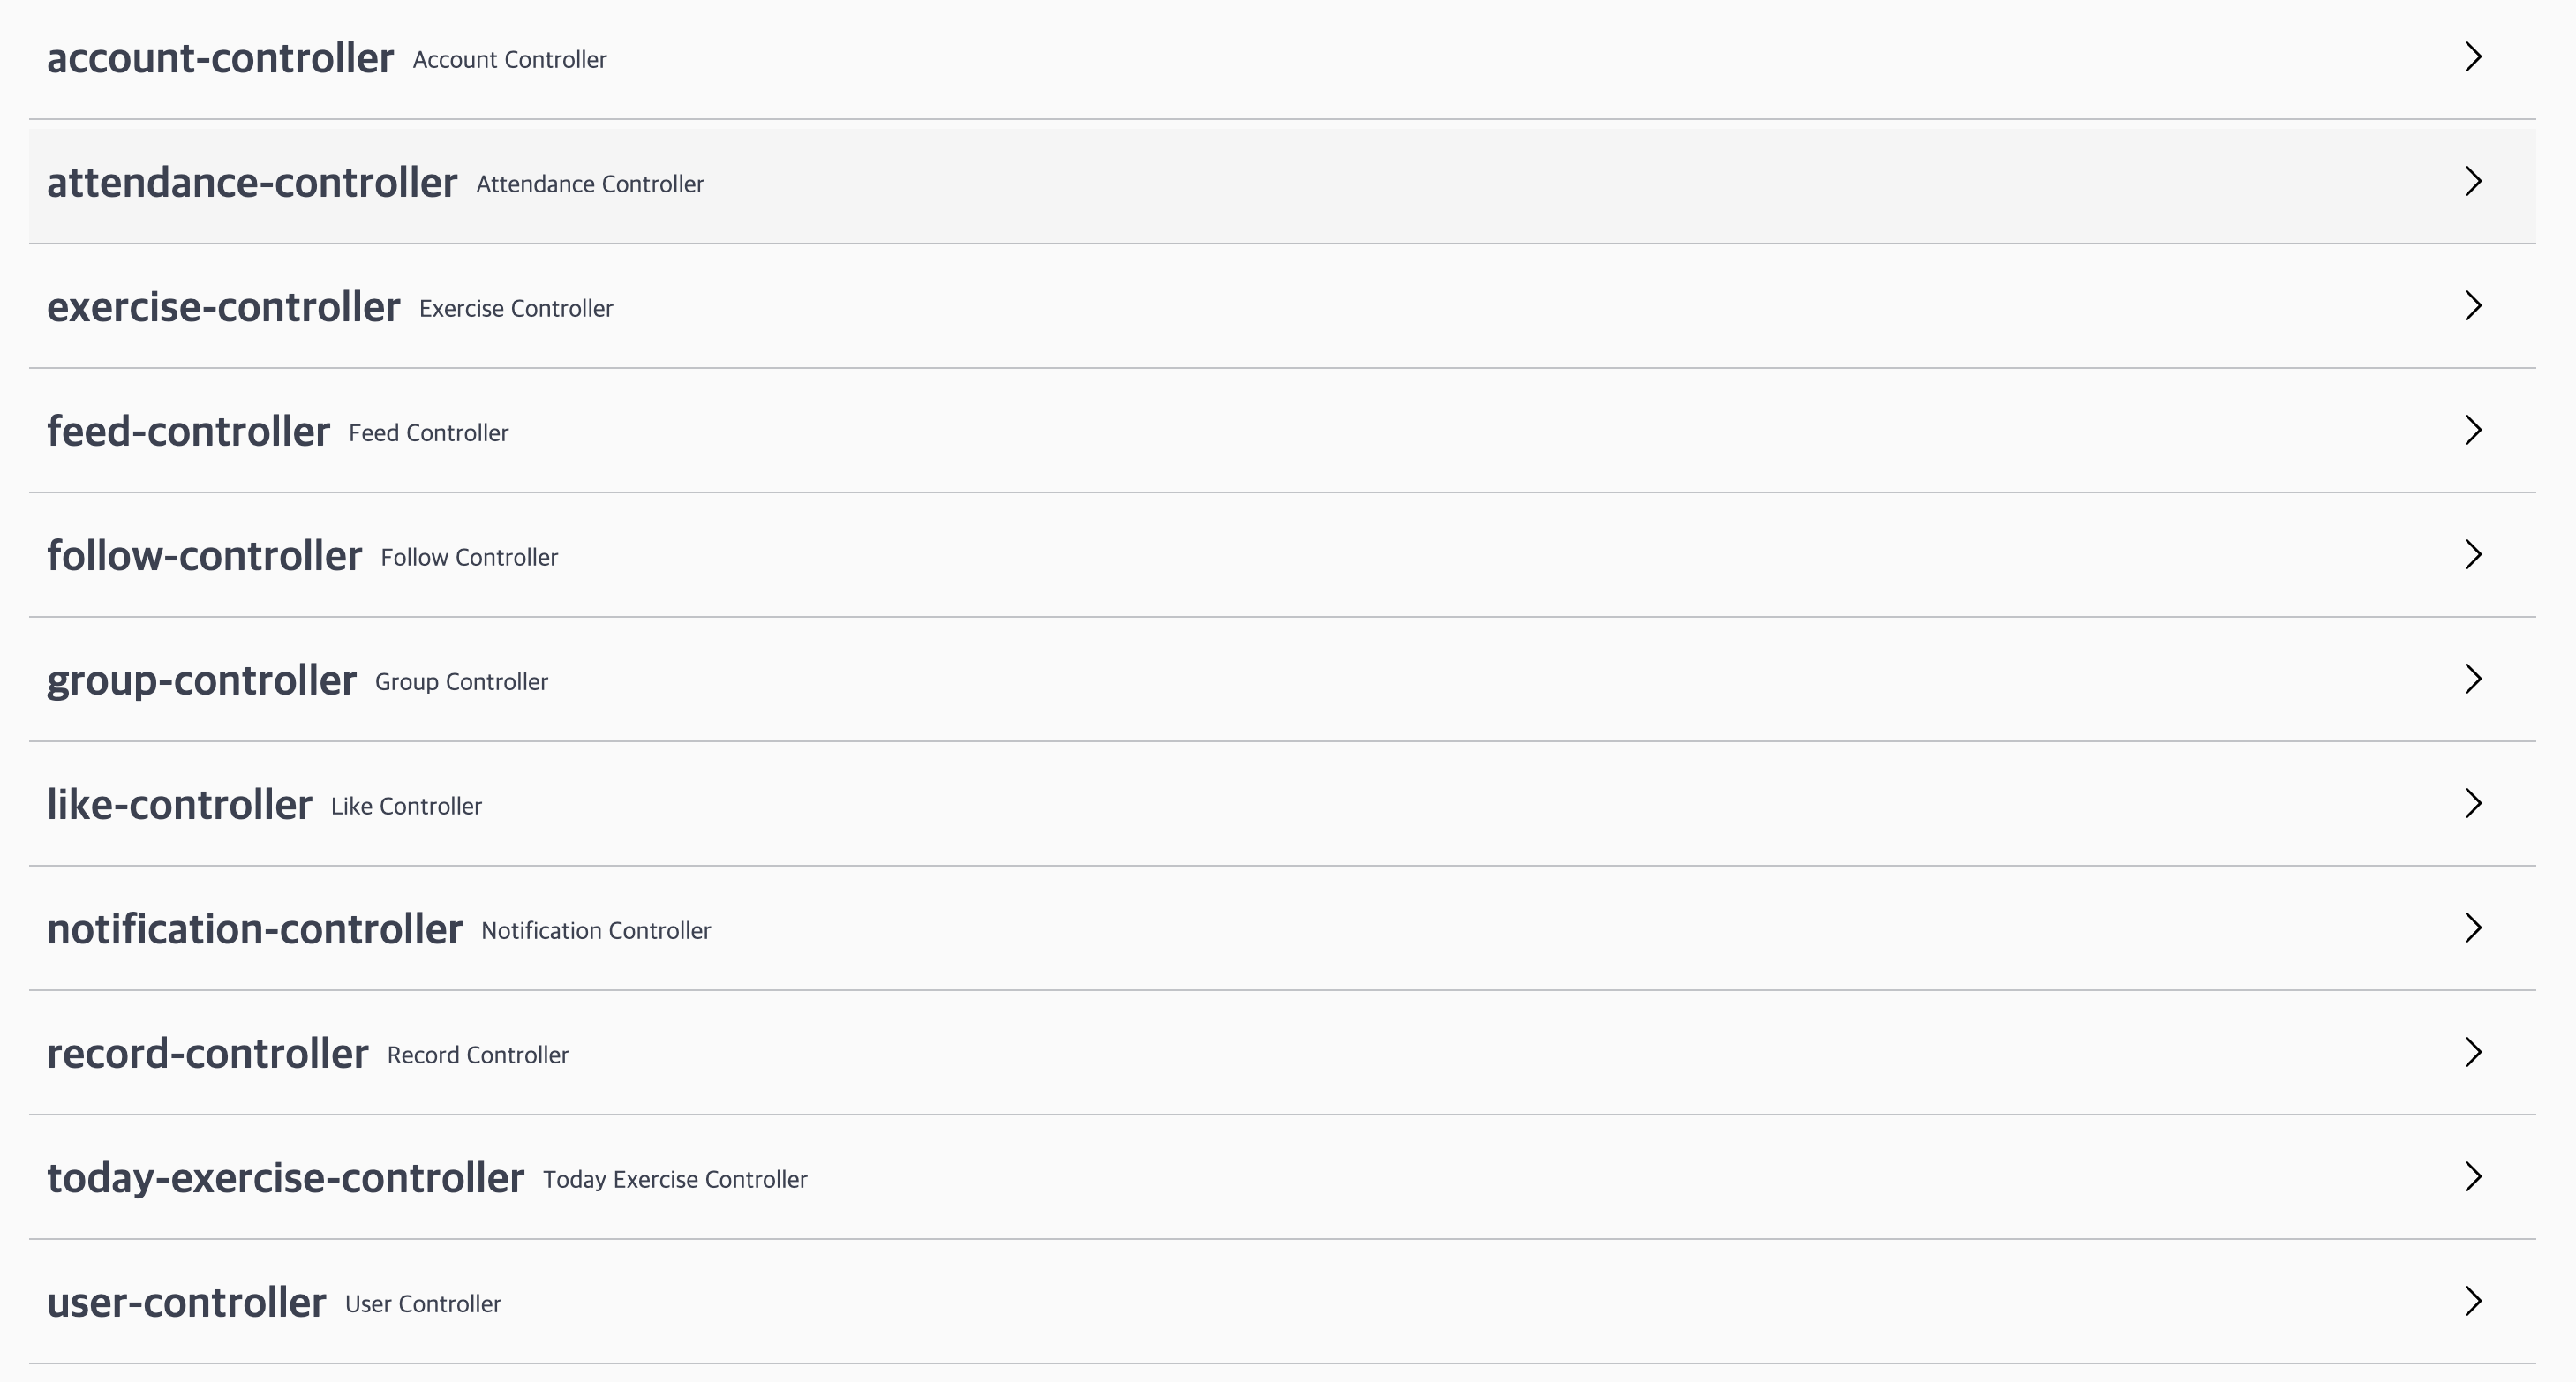 account-controller Account Controller
attendance-controller Attendance Controller
exercise-controller Exercise Controller
feed-controller Feed Controller
follow-controller Follow Controller
group-controller Group Controller
like-controller Like Controller
notification-controller Notification Controller
record-controller Record Controller
today-exercise-controller Today Exercise Controller
user-controller User Controller